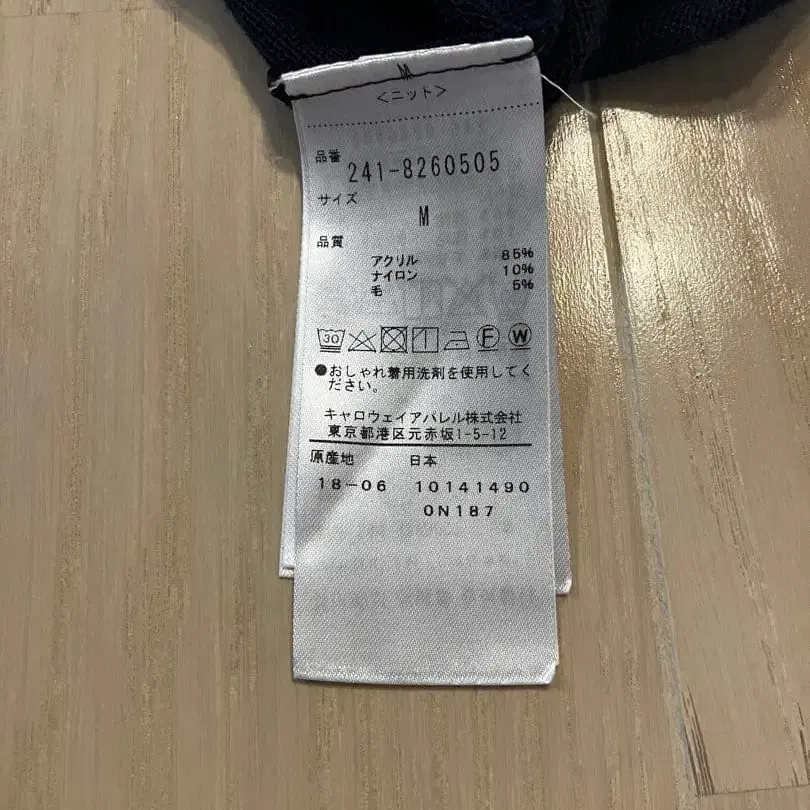 <ニット>
品番
241-8260505
サイズ
M
品質
アクリル 85%
ナイロン 10%
毛 5%
30 F W
●おしゃれ着用洗剤を使用してく
ださい。
キャロウェイアパレル株式会社
東京都港区元赤坂1-5-12
原産地 日本
18-06 10141490
0N187